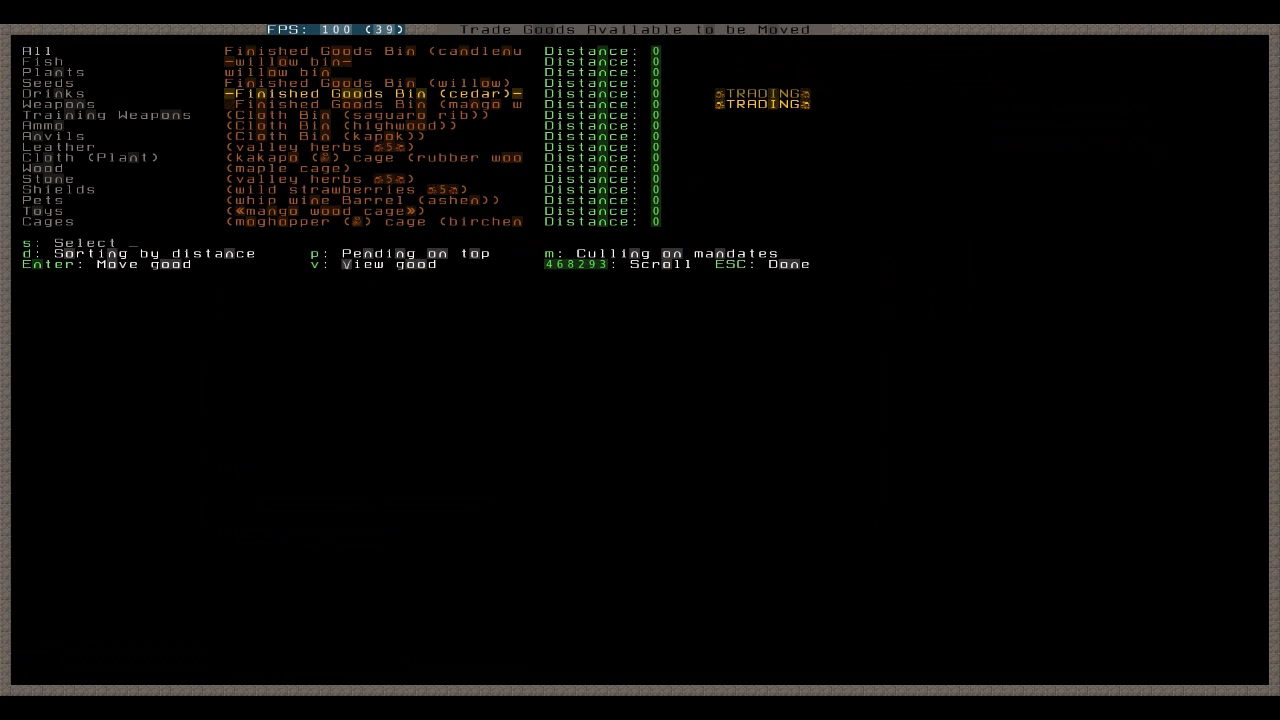 FPS: 100 (39) Trade Goods Available to be Moved
All Finished Goods Bin (candlenu Distance: 0
Fish -willow bin- Distance: 0
Plants willow bin Distance: 0
Seeds Finished Goods Bin (willow) Distance: 0
Drinks -Finished Goods Bin (cedar)- Distance: 0 TRADING
Weapons Finished Goods Bin (mango w Distance: 0 TRADING
Training Weapons (Cloth Bin (saguaro rib)) Distance: 0
Ammo (Cloth Bin (highwood)) Distance: 0
Anvils (Cloth Bin (kapok)) Distance: 0
Leather (valley herbs [5]) Distance: 0
Cloth (Plant) (kakapo () cage (rubber woo Distance: 0
Wood (maple cage) Distance: 0
Stone (valley herbs [5]) Distance: 0
Shields (wild strawberries [5]) Distance: 0
Pets (whip wine Barrel (ashen)) Distance: 0
Toys («mango wood cage») Distance: 0
Cages (moghopper () cage (birchen Distance: 0
s: Select _
d: Sorting by distance p: Pending on top m: Culling on mandates
Enter: Move good v: View good 468293: Scroll ESC: Done